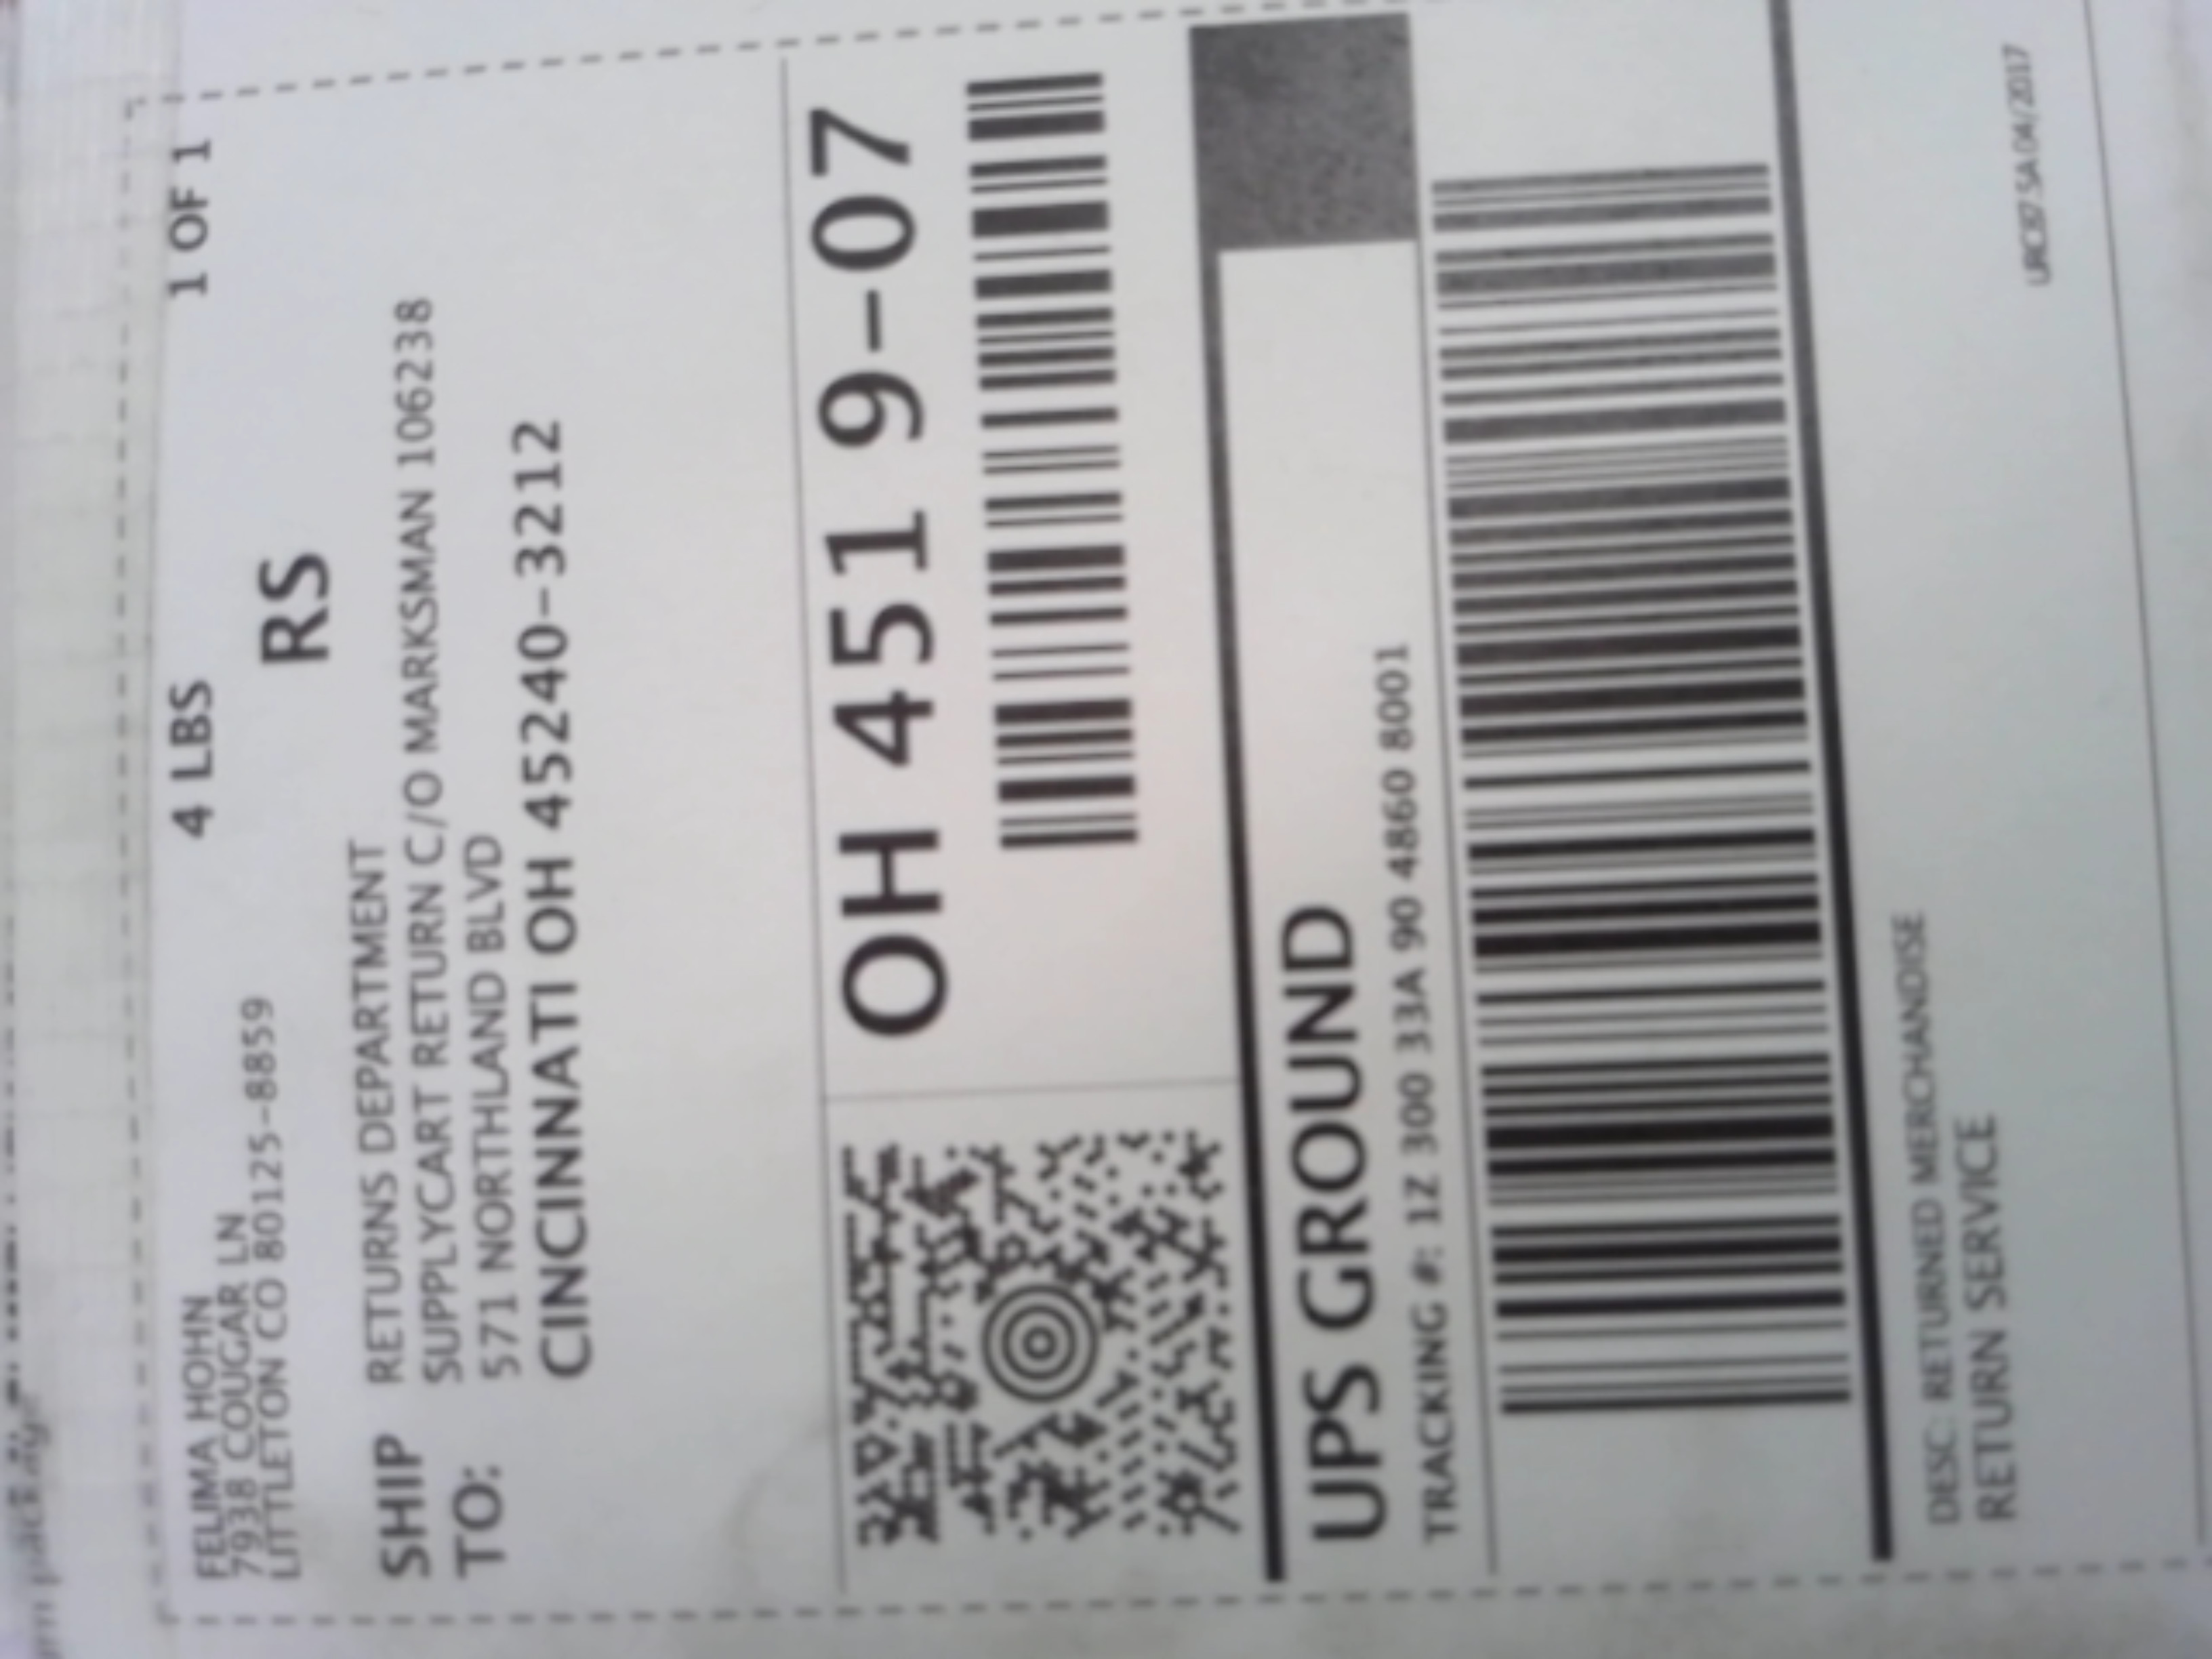 FELIMA HOHN
7938 COUGAR LN
LITTLETON CO 80125-8859
4 LBS
1 OF 1
RS
SHIP TO:
RETURNS DEPARTMENT
SUPPLYCART RETURN C/O MARKSMAN 106238
571 NORTHLAND BLVD
CINCINNATI OH 45240-3212
OH 451 9-07
UPS GROUND
TRACKING #: 1Z 300 33A 90 4860 8001
DESC: RETURNED MERCHANDISE
RETURN SERVICE